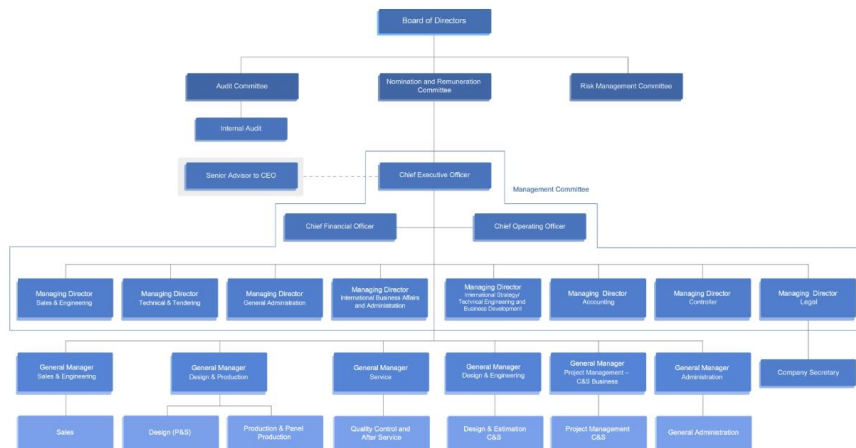 Board of Directors
Audit Committee
Nomination and Remuneration
Committee
Risk Management Committee
Internal Audit
Senior Advisor to CEO
Chief Executive Officer
Management Committee
Chief Financial Officer
Chief Operating Officer
Managing Director
Sales & Engineering
Managing Director
Technical & Tendering
Managing Director
General Administration
Managing Director
International Business Affairs
and Administration
Managing Director
International Strategy/
Technical Engineering and
Business Development
Managing Director
Accounting
Managing Director
Controller
Managing Director
Legal
General Manager
Sales & Engineering
General Manager
Design & Production
General Manager
Service
General Manager
Design & Engineering
General Manager
Project Management –
C&S Business
General Manager
Administration
Company Secretary
Sales
Design (P&S)
Production & Panel
Production
Quality Control and
After Service
Design & Estimation
C&S
Project Management
C&S
General Administration